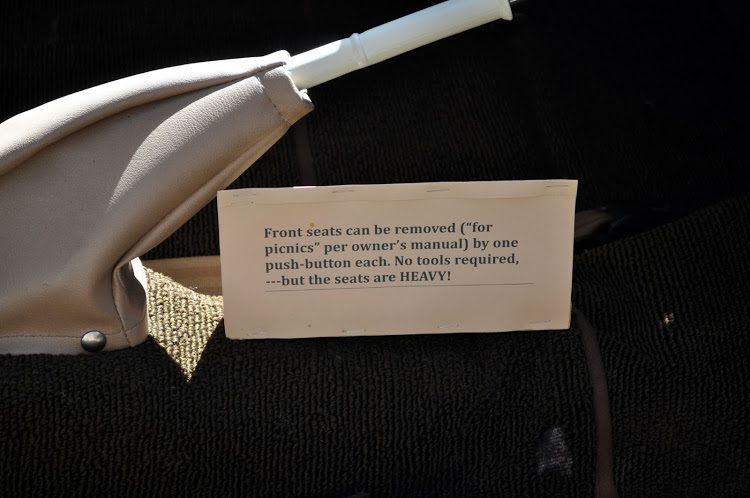 Front seats can be removed (“for
picnics” per owner’s manual) by one
push-button each. No tools required,
---but the seats are HEAVY!